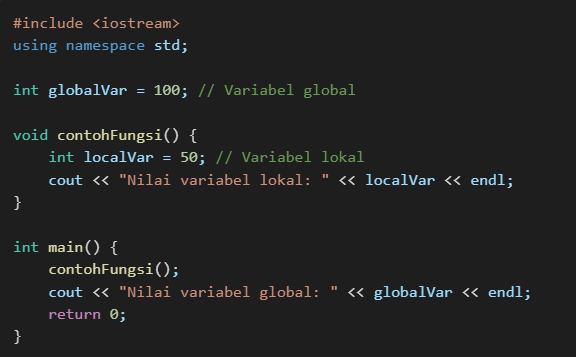 #include <iostream>
using namespace std;
int globalVar = 100; // Variabel global
void contohFungsi() {
    int localVar = 50; // Variabel lokal
    cout << "Nilai variabel lokal: " << localVar << endl;
}
int main() {
    contohFungsi();
    cout << "Nilai variabel global: " << globalVar << endl;
    return 0;
}